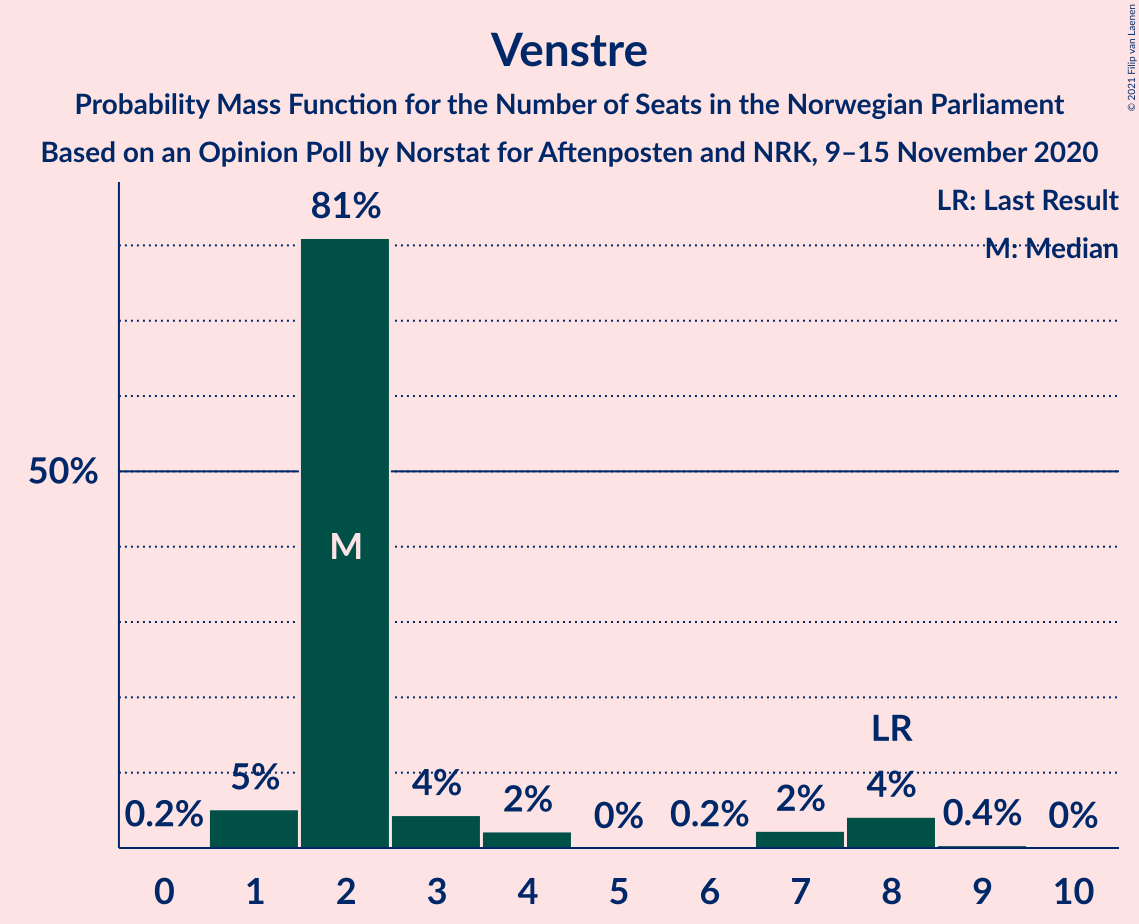 Venstre
Probability Mass Function for the Number of Seats in the Norwegian Parliament
Based on an Opinion Poll by Norstat for Aftenposten and NRK, 9–15 November 2020
© 2021 Filip van Laenen
LR: Last Result
M: Median
81%
50%
M
LR
0.2% 5% 4% 2% 0% 0.2% 2% 4% 0.4% 0%
0 1 2 3 4 5 6 7 8 9 10